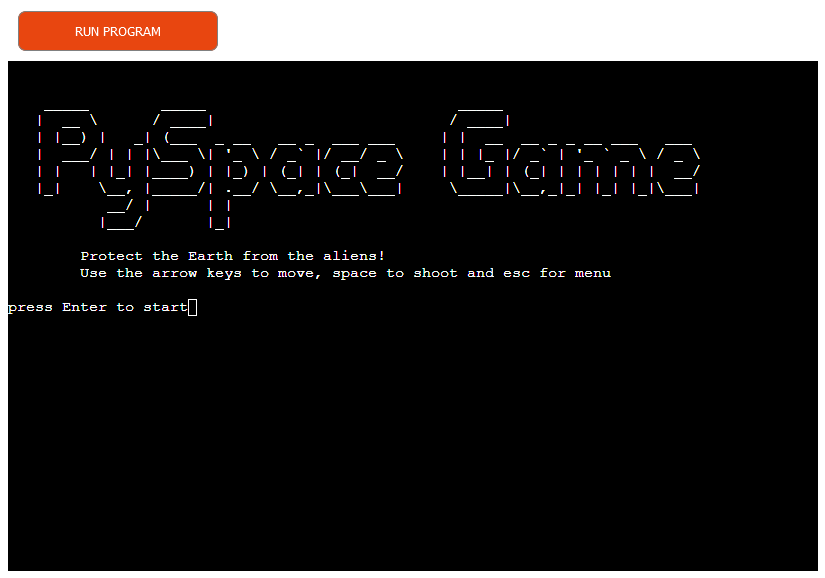 RUN PROGRAM
PySpace Game
Protect the Earth from the aliens!
Use the arrow keys to move, space to shoot and esc for menu
press Enter to start